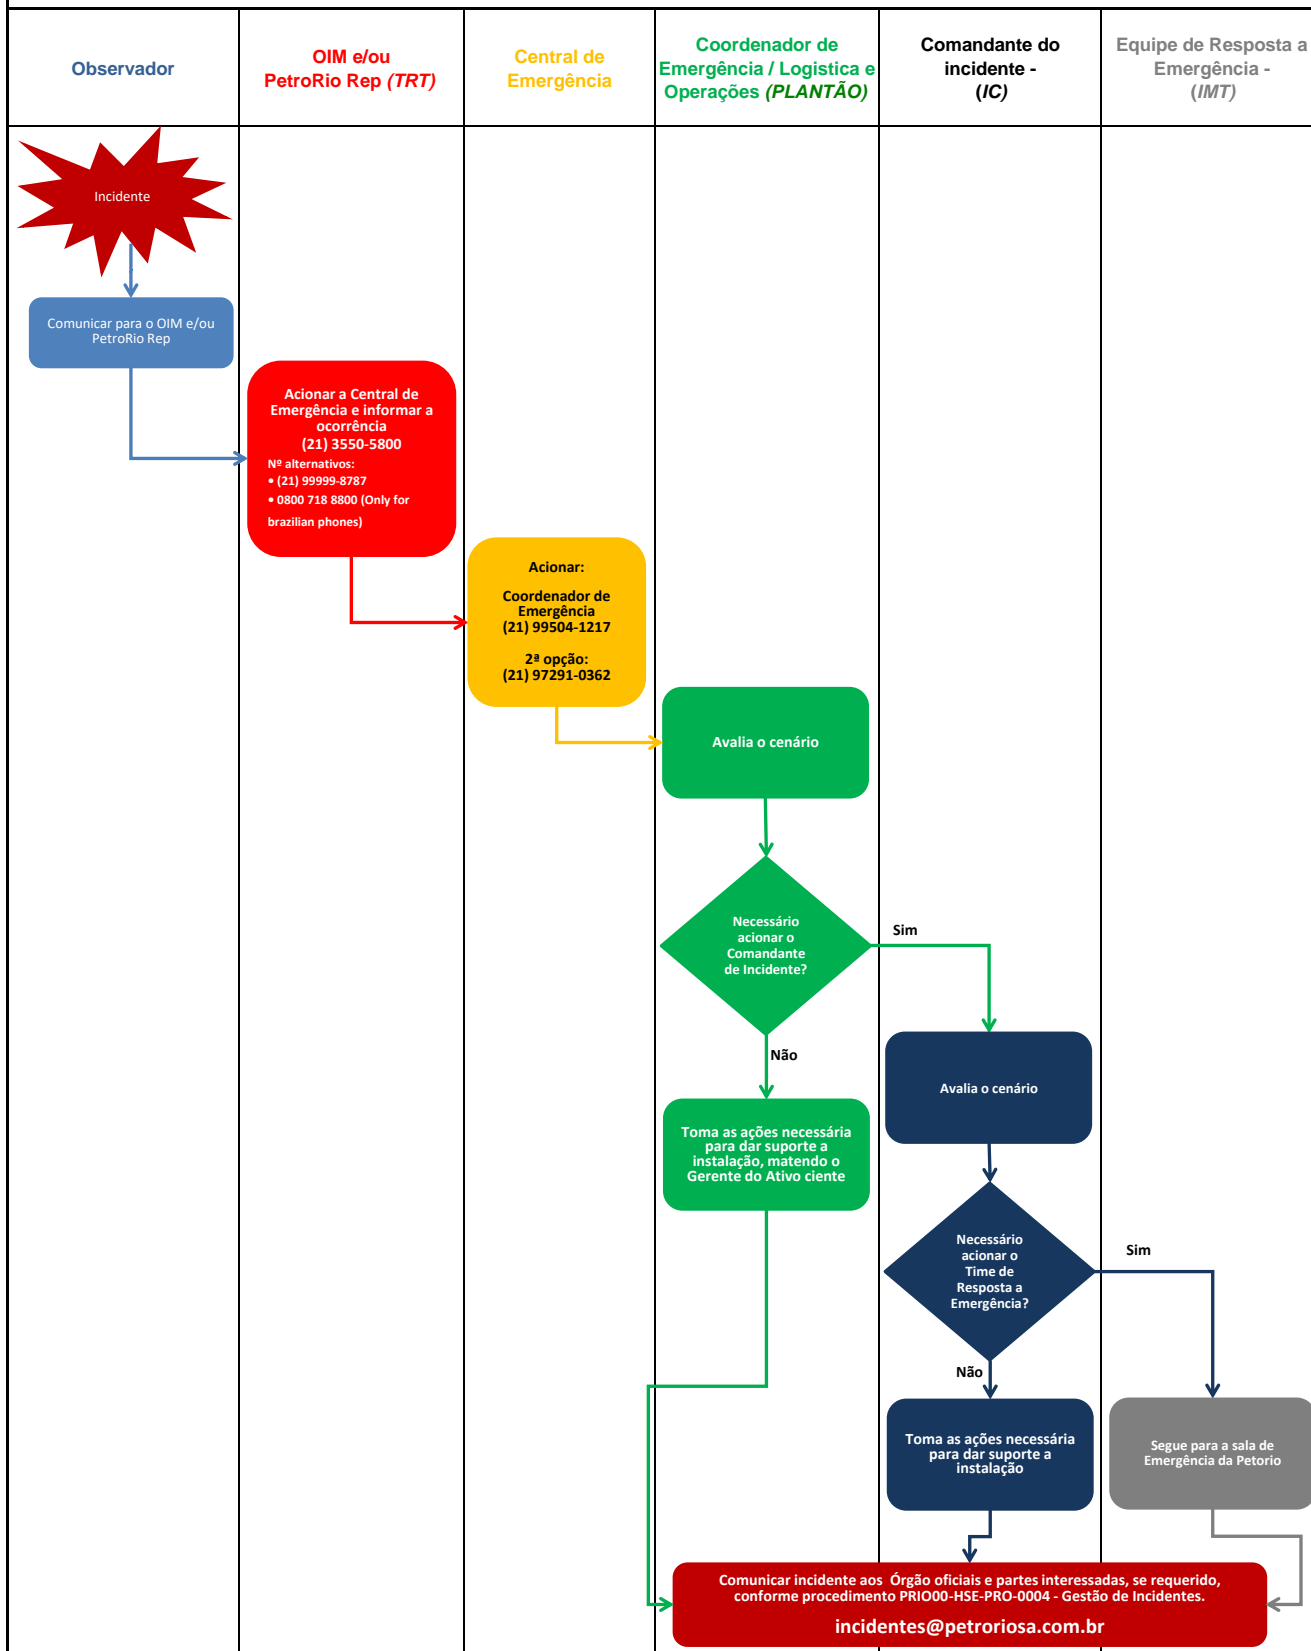 Observador
OIM e/ou
PetroRio Rep (TRT)
Central de
Emergência
Coordenador de
Emergência / Logistica e
Operações (PLANTÃO)
Comandante do
incidente -
(IC)
Equipe de Resposta a
Emergência -
(IMT)
Incidente
Comunicar para o OIM e/ou
PetroRio Rep
Acionar a Central de
Emergência e informar a
ocorrência
(21) 3550-5800
Nº alternativos:
• (21) 99999-8787
• 0800 718 8800 (Only for
brazilian phones)
Acionar:
Coordenador de
Emergência
(21) 99504-1217
2ª opção:
(21) 97291-0362
Avalia o cenário
Necessário
acionar o
Comandante
de Incidente?
Sim
Não
Avalia o cenário
Toma as ações necessária
para dar suporte a
instalação, matendo o
Gerente do Ativo ciente
Necessário
acionar o
Time de
Resposta a
Emergência?
Sim
Não
Toma as ações necessária
para dar suporte a
instalação
Segue para a sala de
Emergência da Petorio
Comunicar incidente aos  Órgão oficiais e partes interessadas, se requerido,
conforme procedimento PRIO00-HSE-PRO-0004 - Gestão de Incidentes.
incidentes@petroriosa.com.br